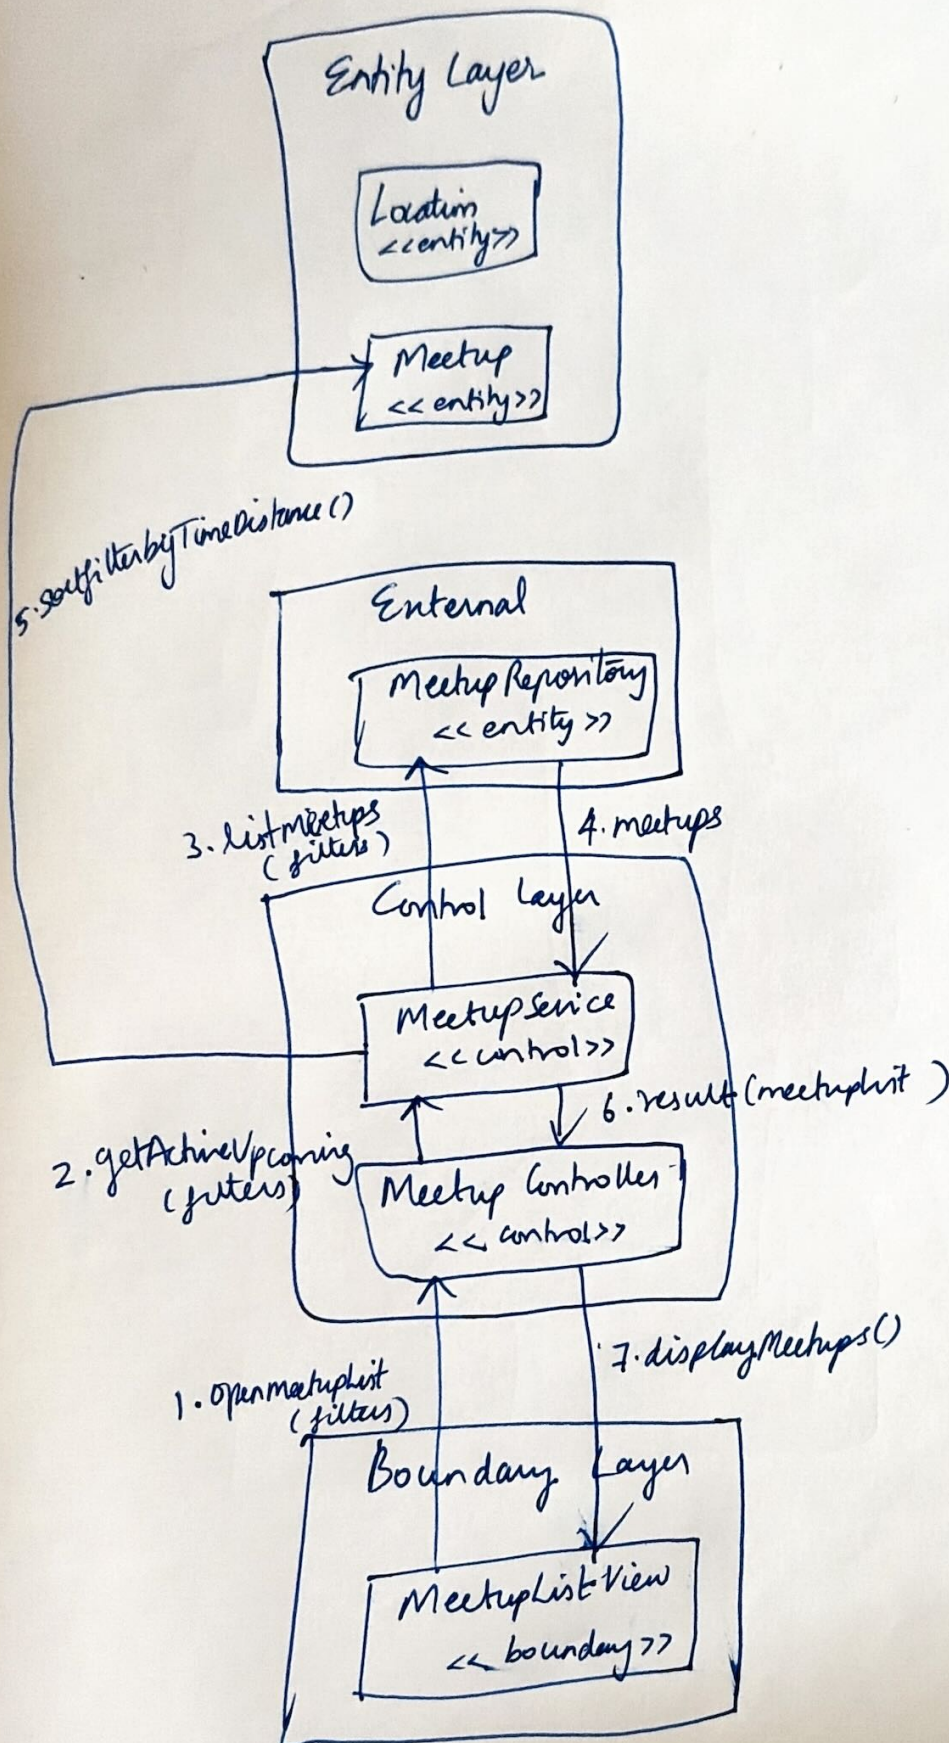 Entity Layer
Location
<<entity>>
Meetup
<< entity>>
5.sortfilterbyTimeDistance()
External
MeetupRepository
<< entity >>
3. listMeetups
(filters)
4. meetups
Control Layer
MeetupService
<<control>>
6. result(meetuplist)
2. getActiveUpcoming
(filters)
Meetup Controller
<< control>>
7. displayMeetups()
1. openmeetuplist
(filters)
Boundary Layer
MeetupListView
<< boundary >>